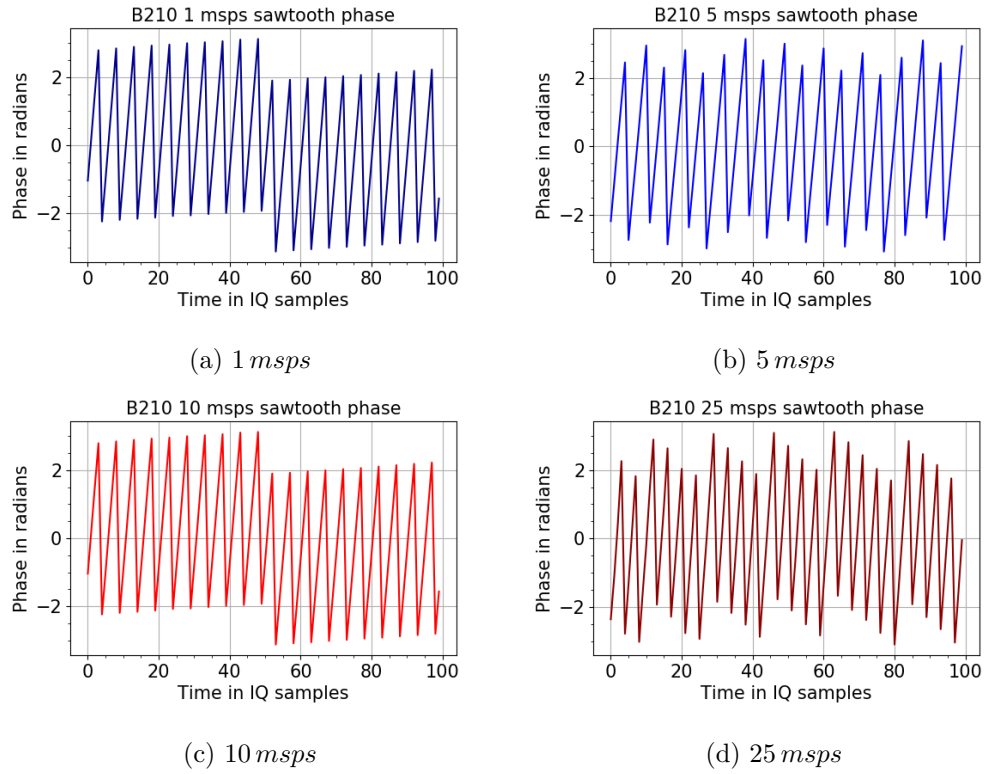 B210 1 msps sawtooth phase
Phase in radians
2
0
−2
0 20 40 60 80 100
Time in IQ samples
(a) 1 msps
B210 5 msps sawtooth phase
Phase in radians
2
0
−2
0 20 40 60 80 100
Time in IQ samples
(b) 5 msps
B210 10 msps sawtooth phase
Phase in radians
2
0
−2
0 20 40 60 80 100
Time in IQ samples
(c) 10 msps
B210 25 msps sawtooth phase
Phase in radians
2
0
−2
0 20 40 60 80 100
Time in IQ samples
(d) 25 msps